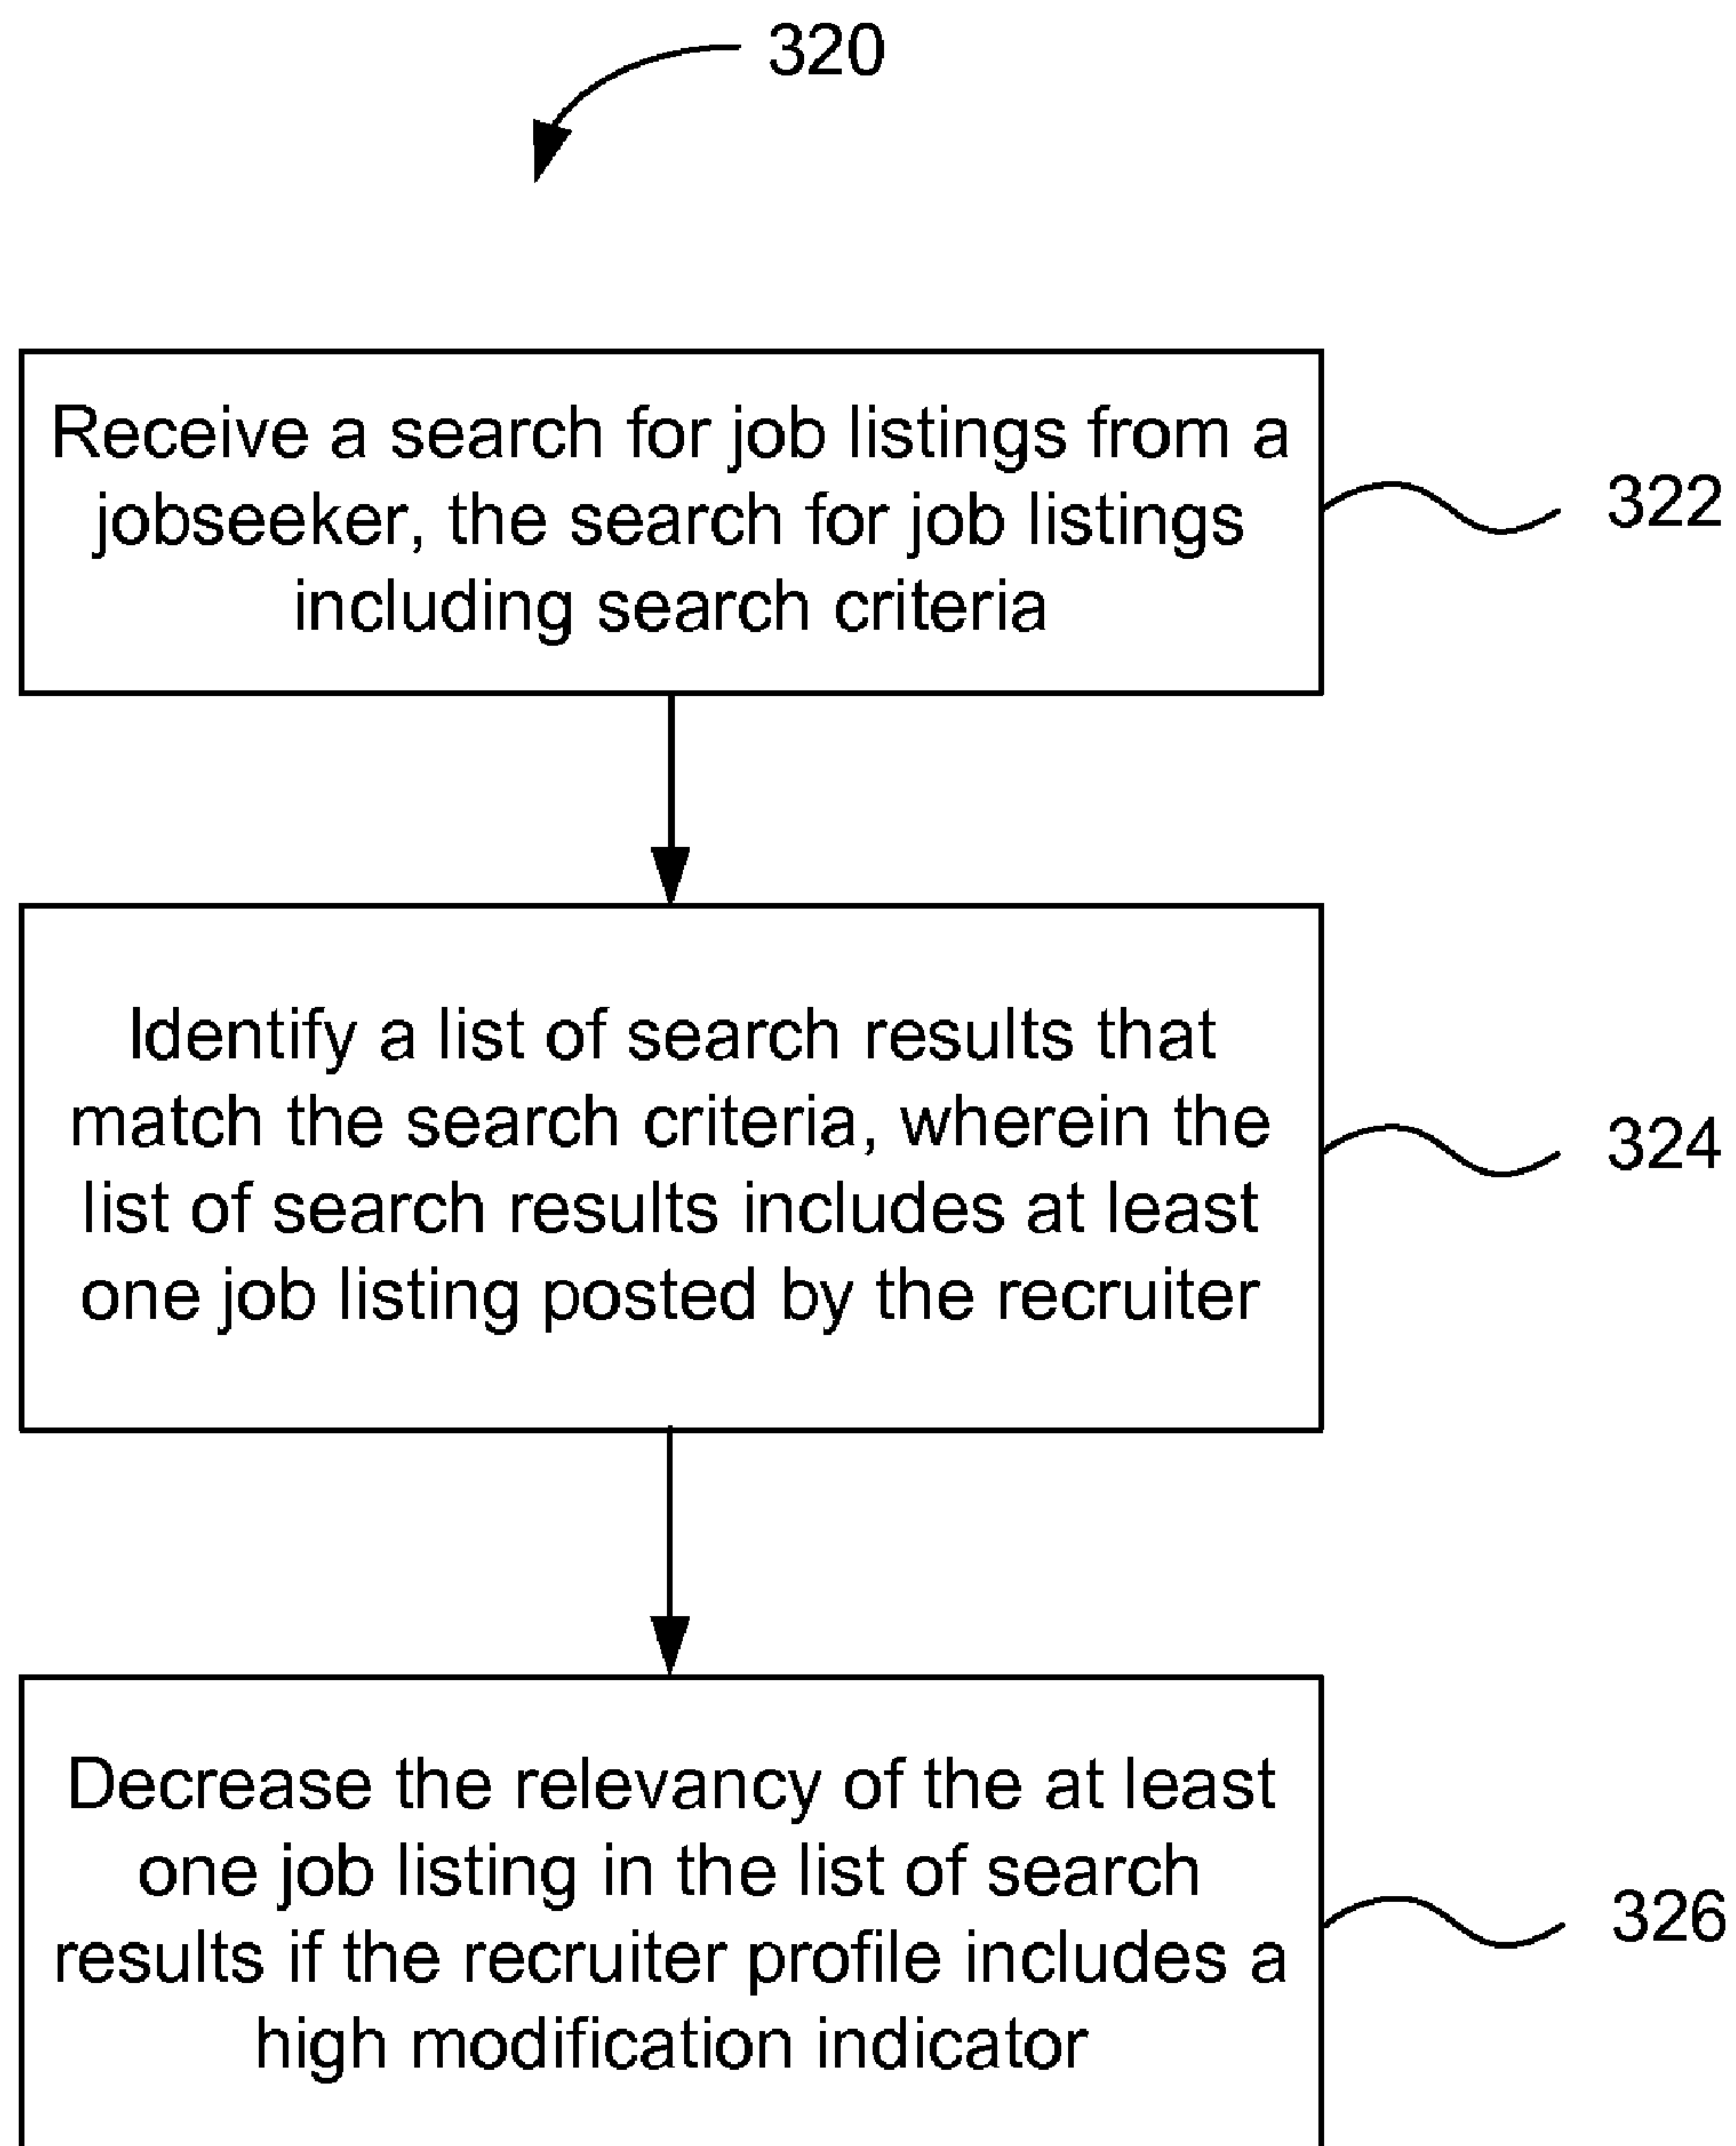 320
Receive a search for job listings from a
jobseeker, the search for job listings
including search criteria
322
Identify a list of search results that
match the search criteria, wherein the
list of search results includes at least
one job listing posted by the recruiter
324
Decrease the relevancy of the at least
one job listing in the list of search
results if the recruiter profile includes a
high modification indicator
326